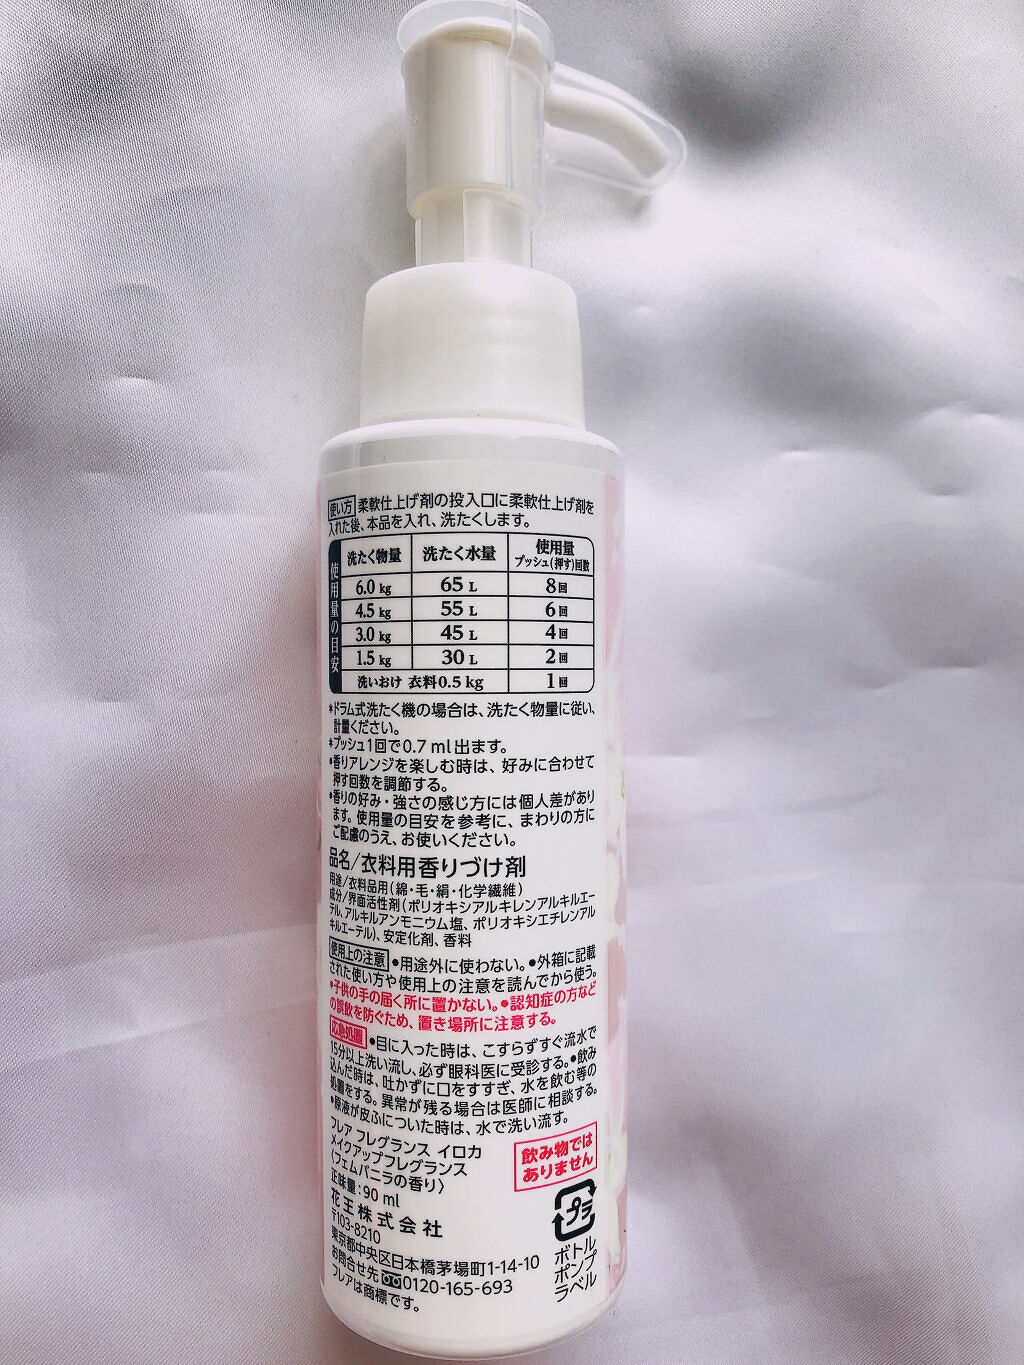 使い方 柔軟仕上げ剤の投入口に柔軟仕上げ剤を
入れた後、本品を入れ、洗たくします。
使用量の目安
洗たく物量 洗たく水量 使用量 プッシュ(押す)回数
6.0 kg 65 L 8回
4.5 kg 55 L 6回
3.0 kg 45 L 4回
1.5 kg 30 L 2回
洗いおけ 衣料0.5 kg 1回
*ドラム式洗たく機の場合は、洗たく物量に従い、
計量ください。
*プッシュ1回で0.7 ml出ます。
●香りアレンジを楽しむ時は、好みに合わせて
押す回数を調節する。
●香りの好み・強さの感じ方には個人差があり
ます。使用量の目安を参考に、まわりの方に
ご配慮のうえ、お使いください。
品名/衣料用香りづけ剤
用途/衣料品用(綿・毛・絹・化学繊維)
成分/界面活性剤(ポリオキシアルキレンアルキルエー
テル、アルキルアンモニウム塩、ポリオキシエチレンアル
キルエーテル)、安定化剤、香料
使用上の注意 ●用途外に使わない。●外箱に記載
された使い方や使用上の注意を読んでから使う。
●子供の手の届く所に置かない。●認知症の方など
の誤飲を防ぐため、置き場所に注意する。
応急処置 ●目に入った時は、こすらずすぐ流水で
15分以上洗い流し、必ず眼科医に受診する。●飲み
込んだ時は、吐かずに口をすすぎ、水を飲む等の
処置をする。異常が残る場合は医師に相談する。
●原液が皮ふについた時は、水で洗い流す。
フレア フレグランス イロカ
メイクアップフレグランス
〈フェムバニラの香り〉
正味量:90 ml
花王株式会社
〒103-8210
東京都中央区日本橋茅場町1-14-10
お問合せ先 0120-165-693
フレアは商標です。
飲み物では
ありません
プラ
ボトル
ポンプ
ラベル